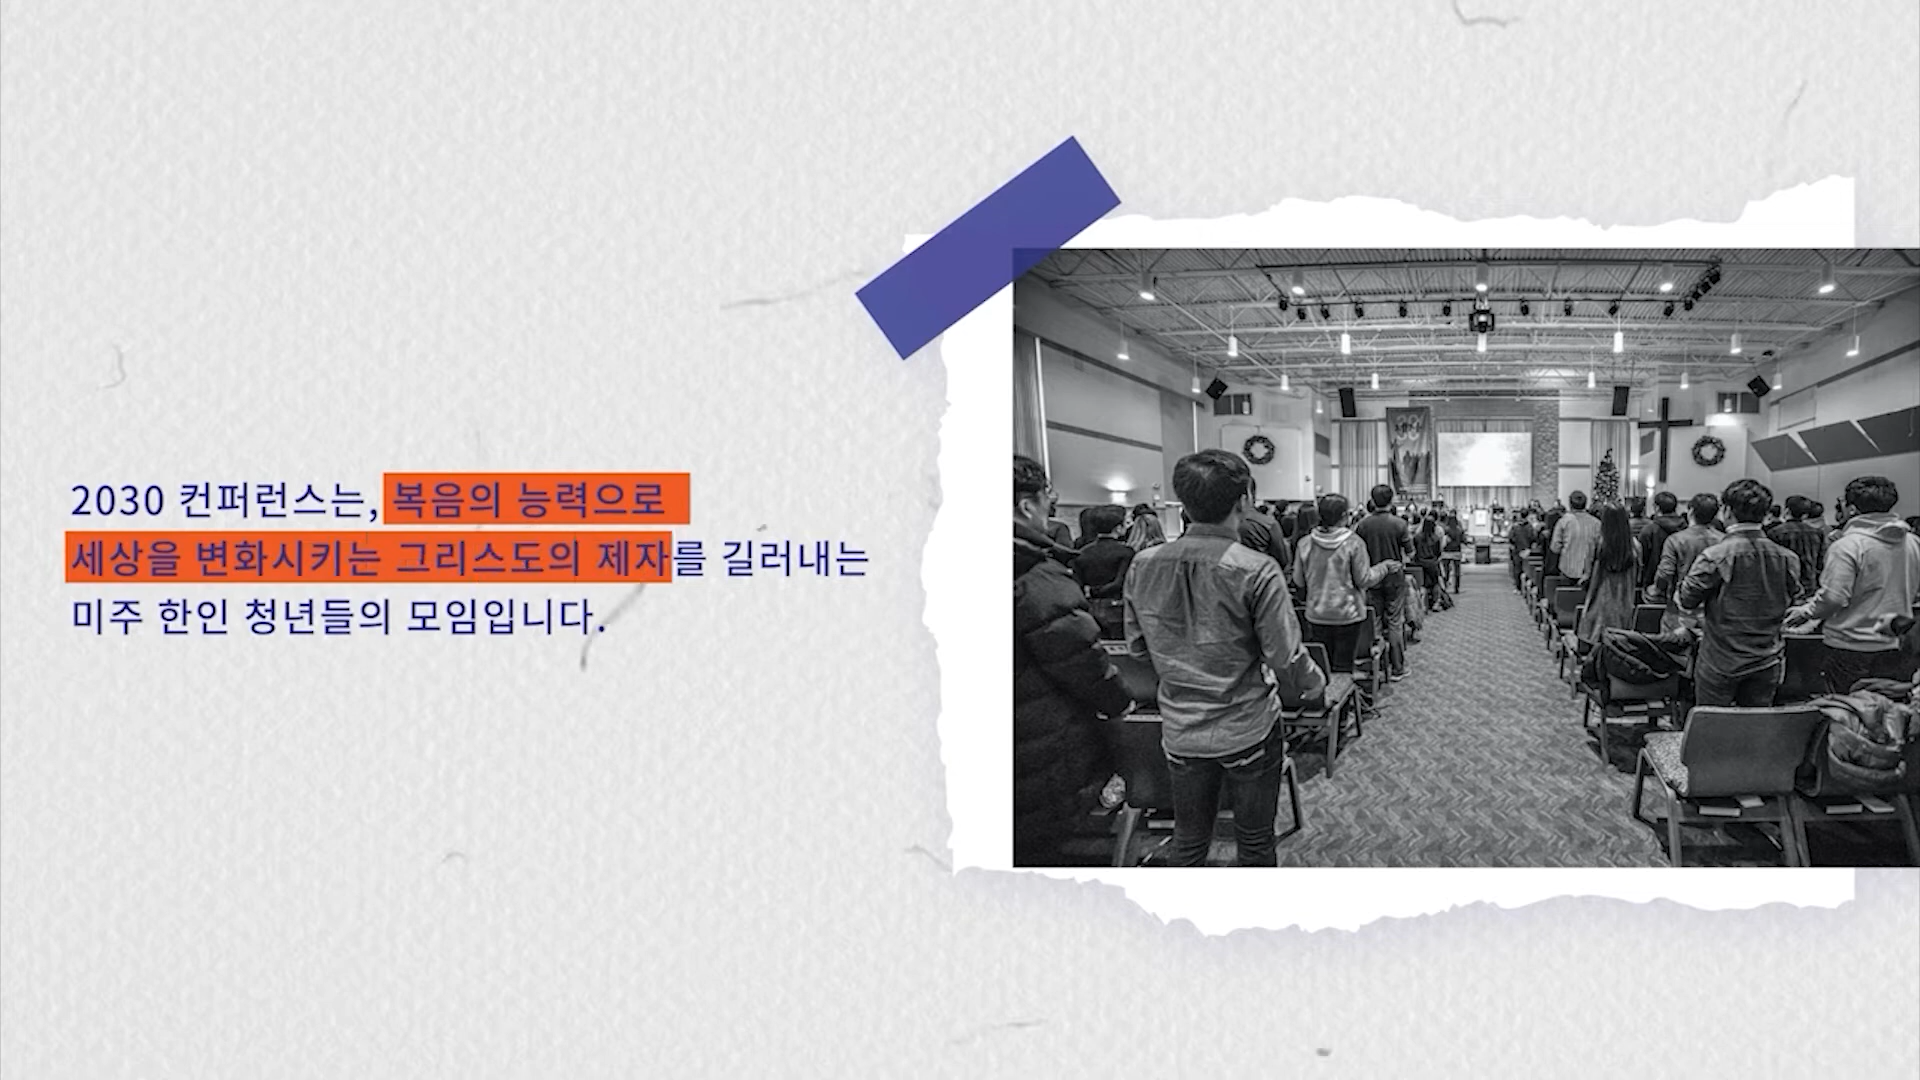 2030 컨퍼런스는, 복음의 능력으로
세상을 변화시키는 그리스도의 제자를 길러내는
미주 한인 청년들의 모임입니다.